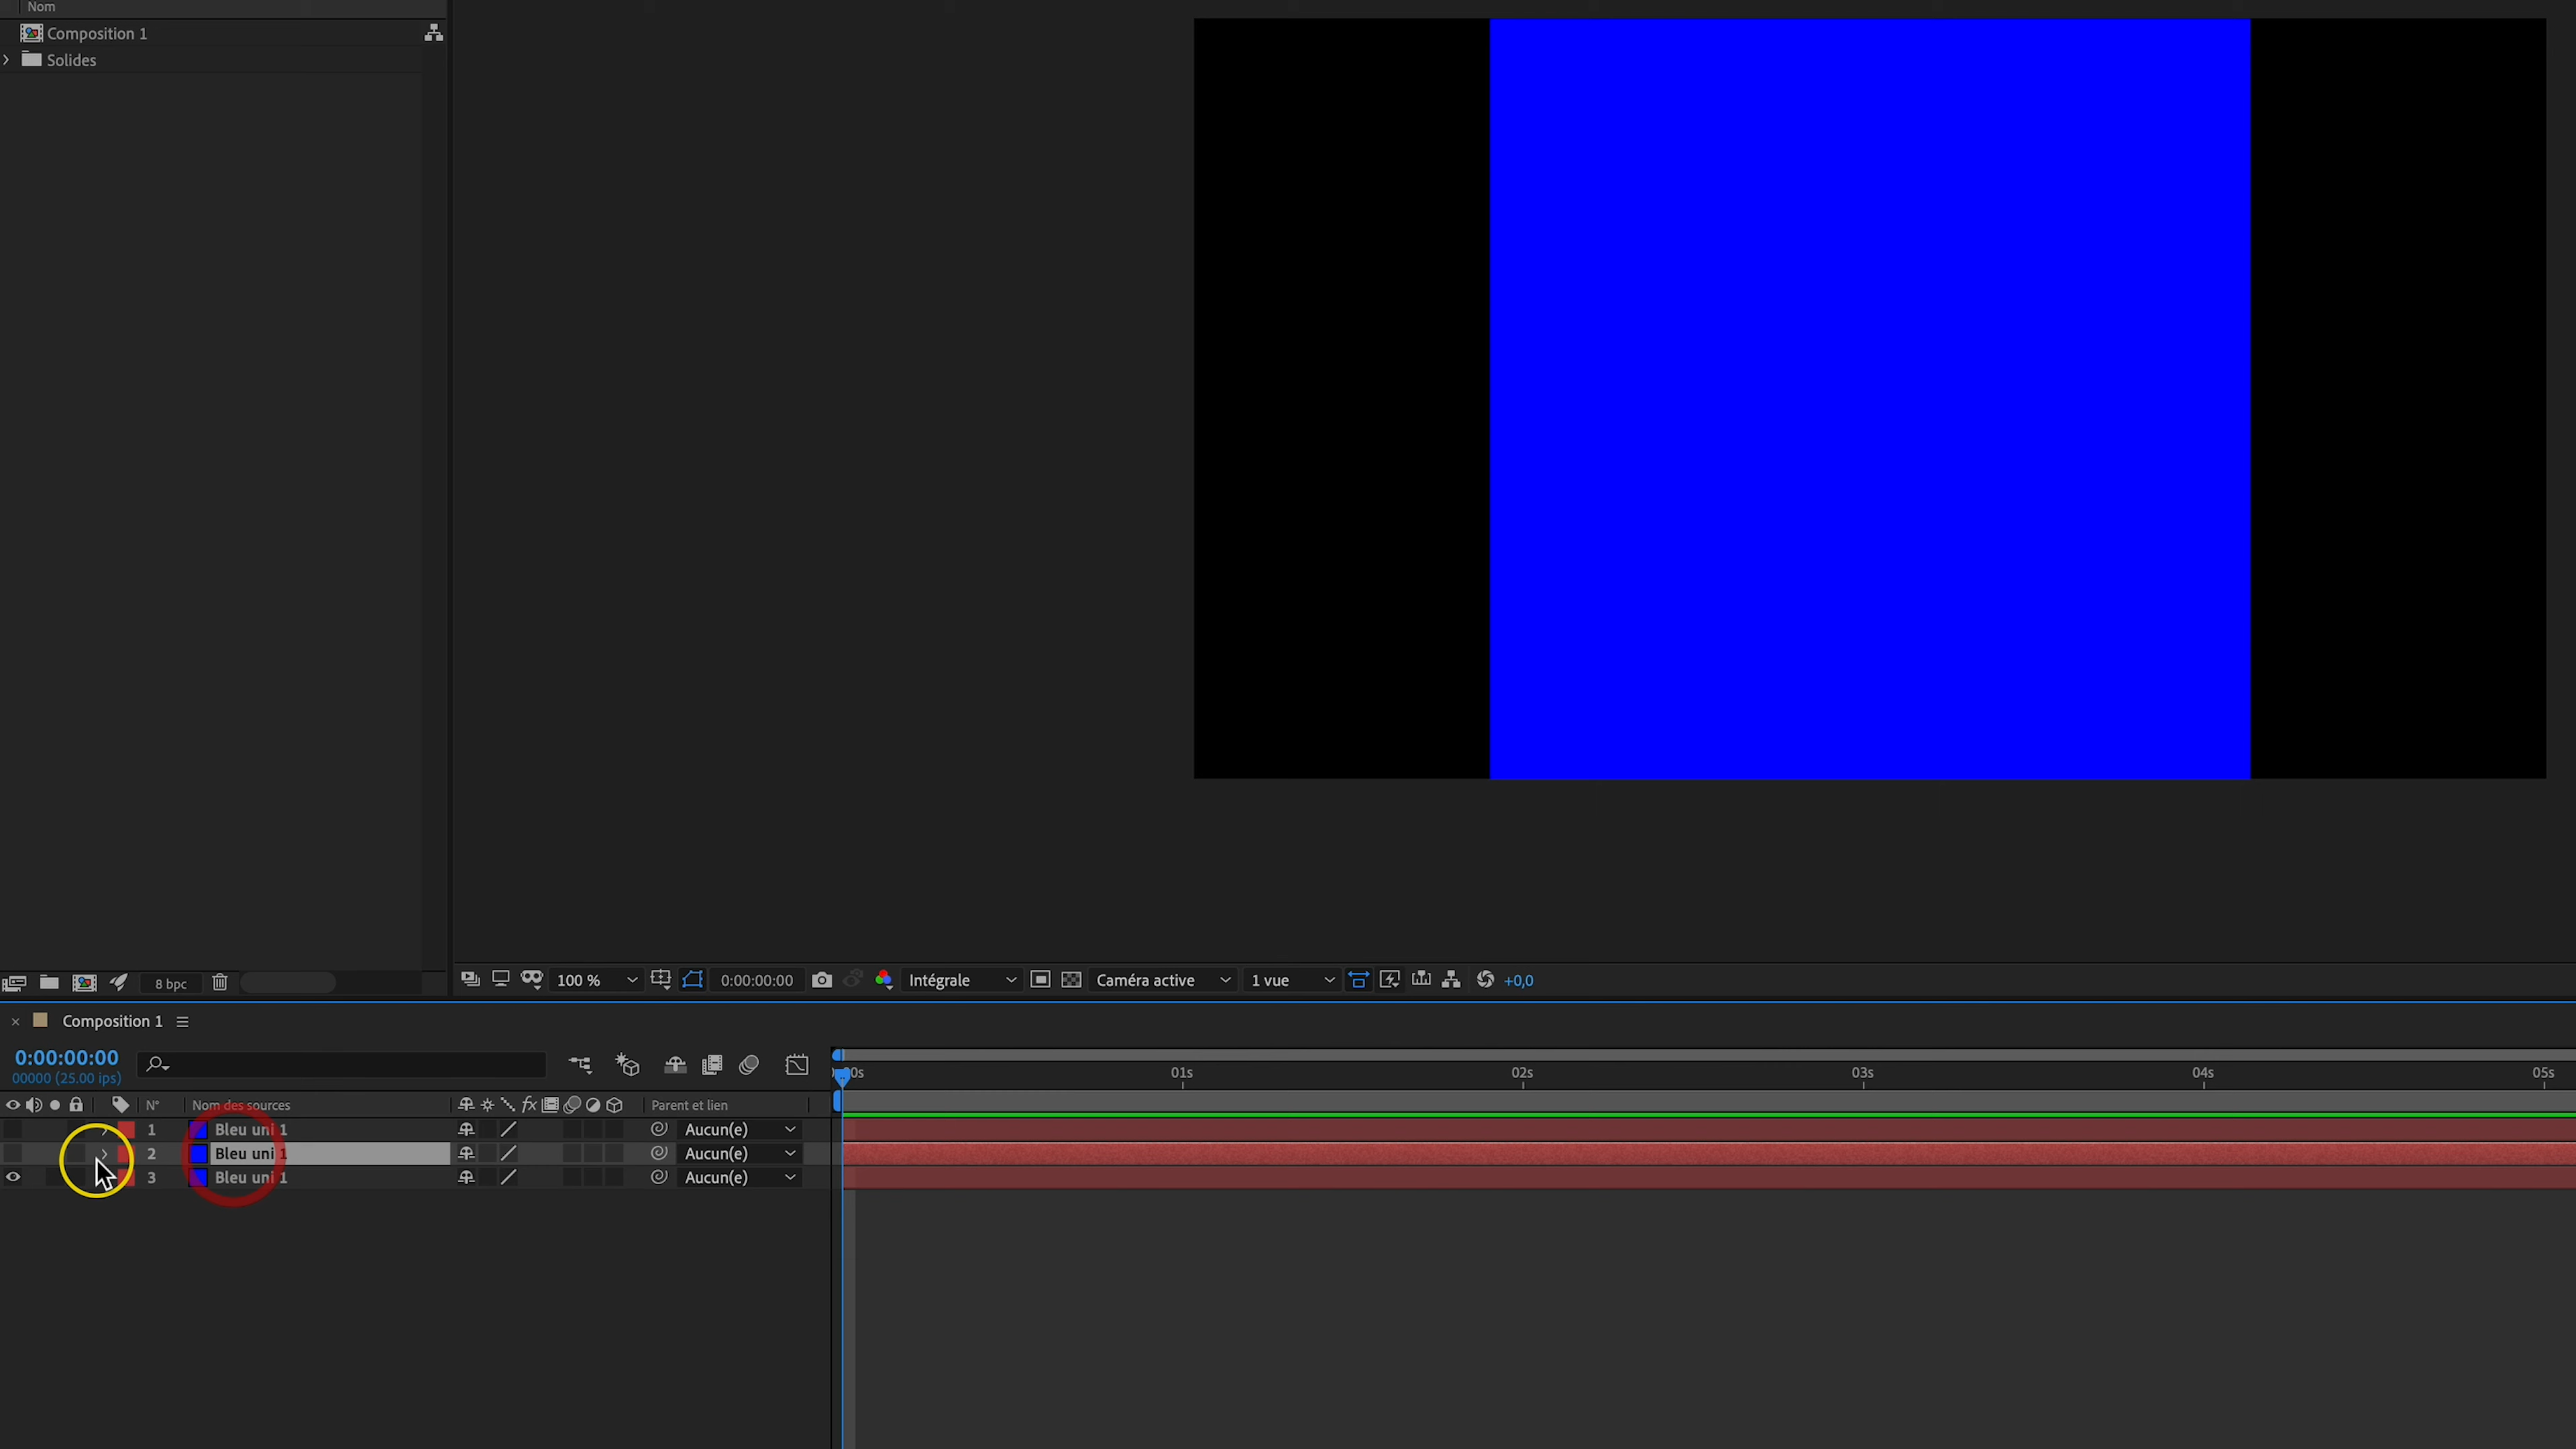 Nom
Composition 1
Solides
8 bpc
100 %
0:00:00:00
Intégrale
Caméra active
1 vue
+0,0
Composition 1
0:00:00:00
00000 (25.00 ips)
00s
01s
02s
03s
04s
05s
N° Nom des sources fx Parent et lien
1 Bleu uni 1 Aucun(e)
2 Bleu uni 1 Aucun(e)
3 Bleu uni 1 Aucun(e)